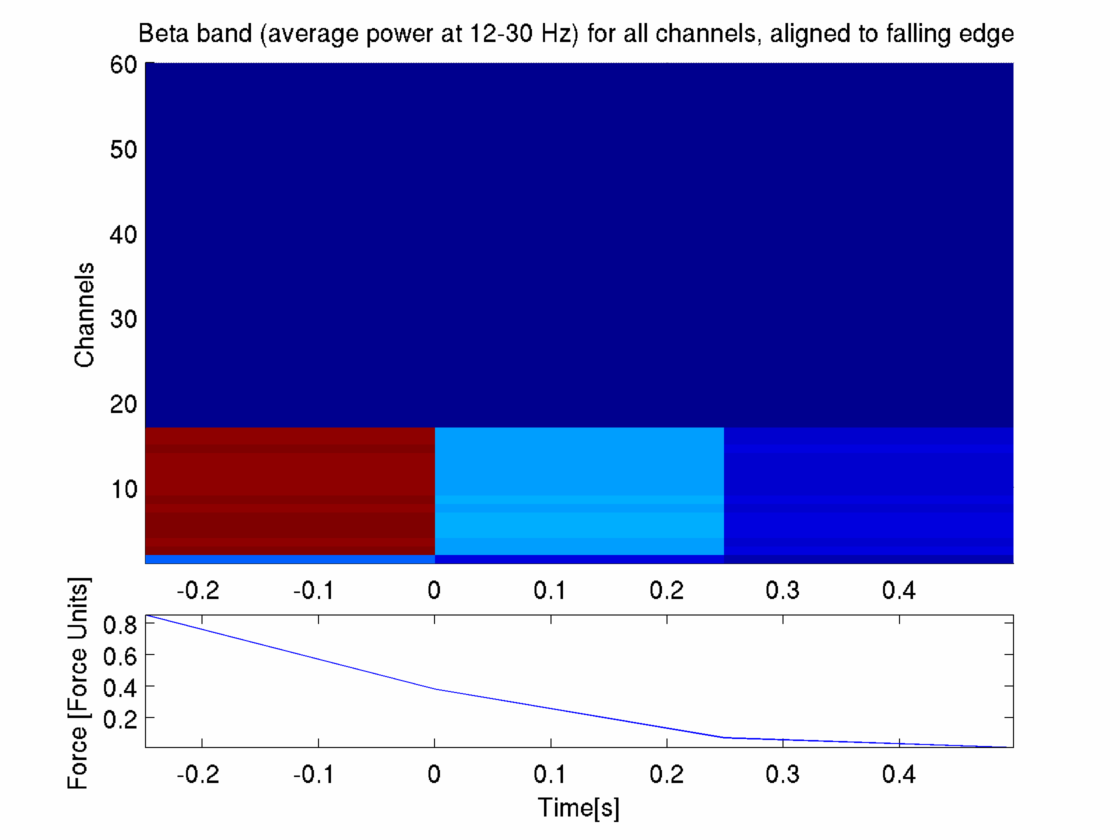 Beta band (average power at 12-30 Hz) for all channels, aligned to falling edge
60
50
40
30
20
10
Channels
-0.2 -0.1 0 0.1 0.2 0.3 0.4
0.8
0.6
0.4
0.2
Force [Force Units]
-0.2 -0.1 0 0.1 0.2 0.3 0.4
Time[s]